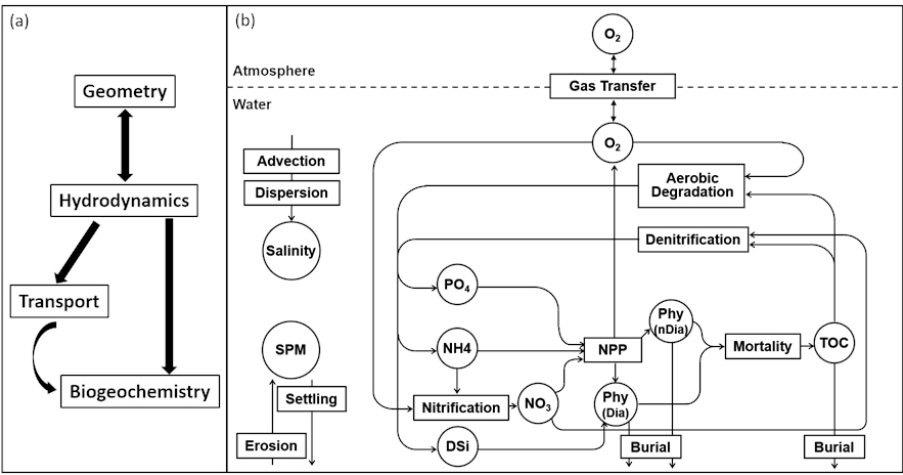 (a)
Geometry
Hydrodynamics
Transport
Biogeochemistry
(b)
O2
Atmosphere
Gas Transfer
Water
O2
Advection
Dispersion
Salinity
Aerobic
Degradation
Denitrification
PO4
SPM
NH4
NPP
Phy
(nDia)
Mortality
TOC
Settling
Nitrification
NO3
Phy
(Dia)
Erosion
DSi
Burial
Burial